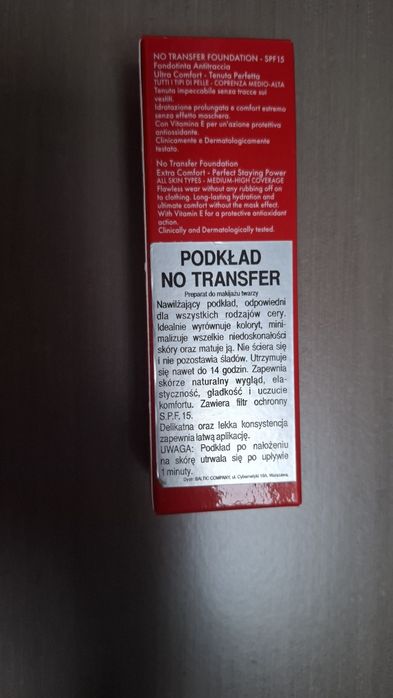 NO TRANSFER FOUNDATION - SPF15
Fondotinta Antitraccia
Ultra Comfort - Tenuta Perfetta
TUTTI I TIPI DI PELLE - COPRENZA MEDIO-ALTA
Tenuta impeccabile senza tracce sui
vestiti.
Idratazione prolungata e comfort estremo
senza effetto maschera.
Con Vitamina E per un'azione protettiva
antiossidante.
Clinicamente e Dermatologicamente
testato.
No Transfer Foundation
Extra Comfort - Perfect Staying Power
ALL SKIN TYPES - MEDIUM-HIGH COVERAGE
Flawless wear without any rubbing off on
to clothing. Long-lasting hydration and
ultimate comfort without the mask effect.
With Vitamin E for a protective antioxidant
action.
Clinically and Dermatologically tested.
PODKŁAD
NO TRANSFER
Preparat do makijażu twarzy
Nawilżający podkład, odpowiedni
dla wszystkich rodzajów cery.
Idealnie wyrównuje koloryt, mini-
malizuje wszelkie niedoskonałości
skóry oraz matuje ją. Nie ściera się
i nie pozostawia śladów. Utrzymuje
się nawet do 14 godzin. Zapewnia
skórze naturalny wygląd, ela-
styczność, gładkość i uczucie
komfortu. Zawiera filtr ochronny
S.P.F. 15.
Delikatna oraz lekka konsystencja
zapewnia łatwą aplikację.
UWAGA: Podkład po nałożeniu
na skórę utrwala się po upływie
1 minuty.
Dystr. BALTIC COMPANY, ul. Cybernetyki 19A, Warszawa